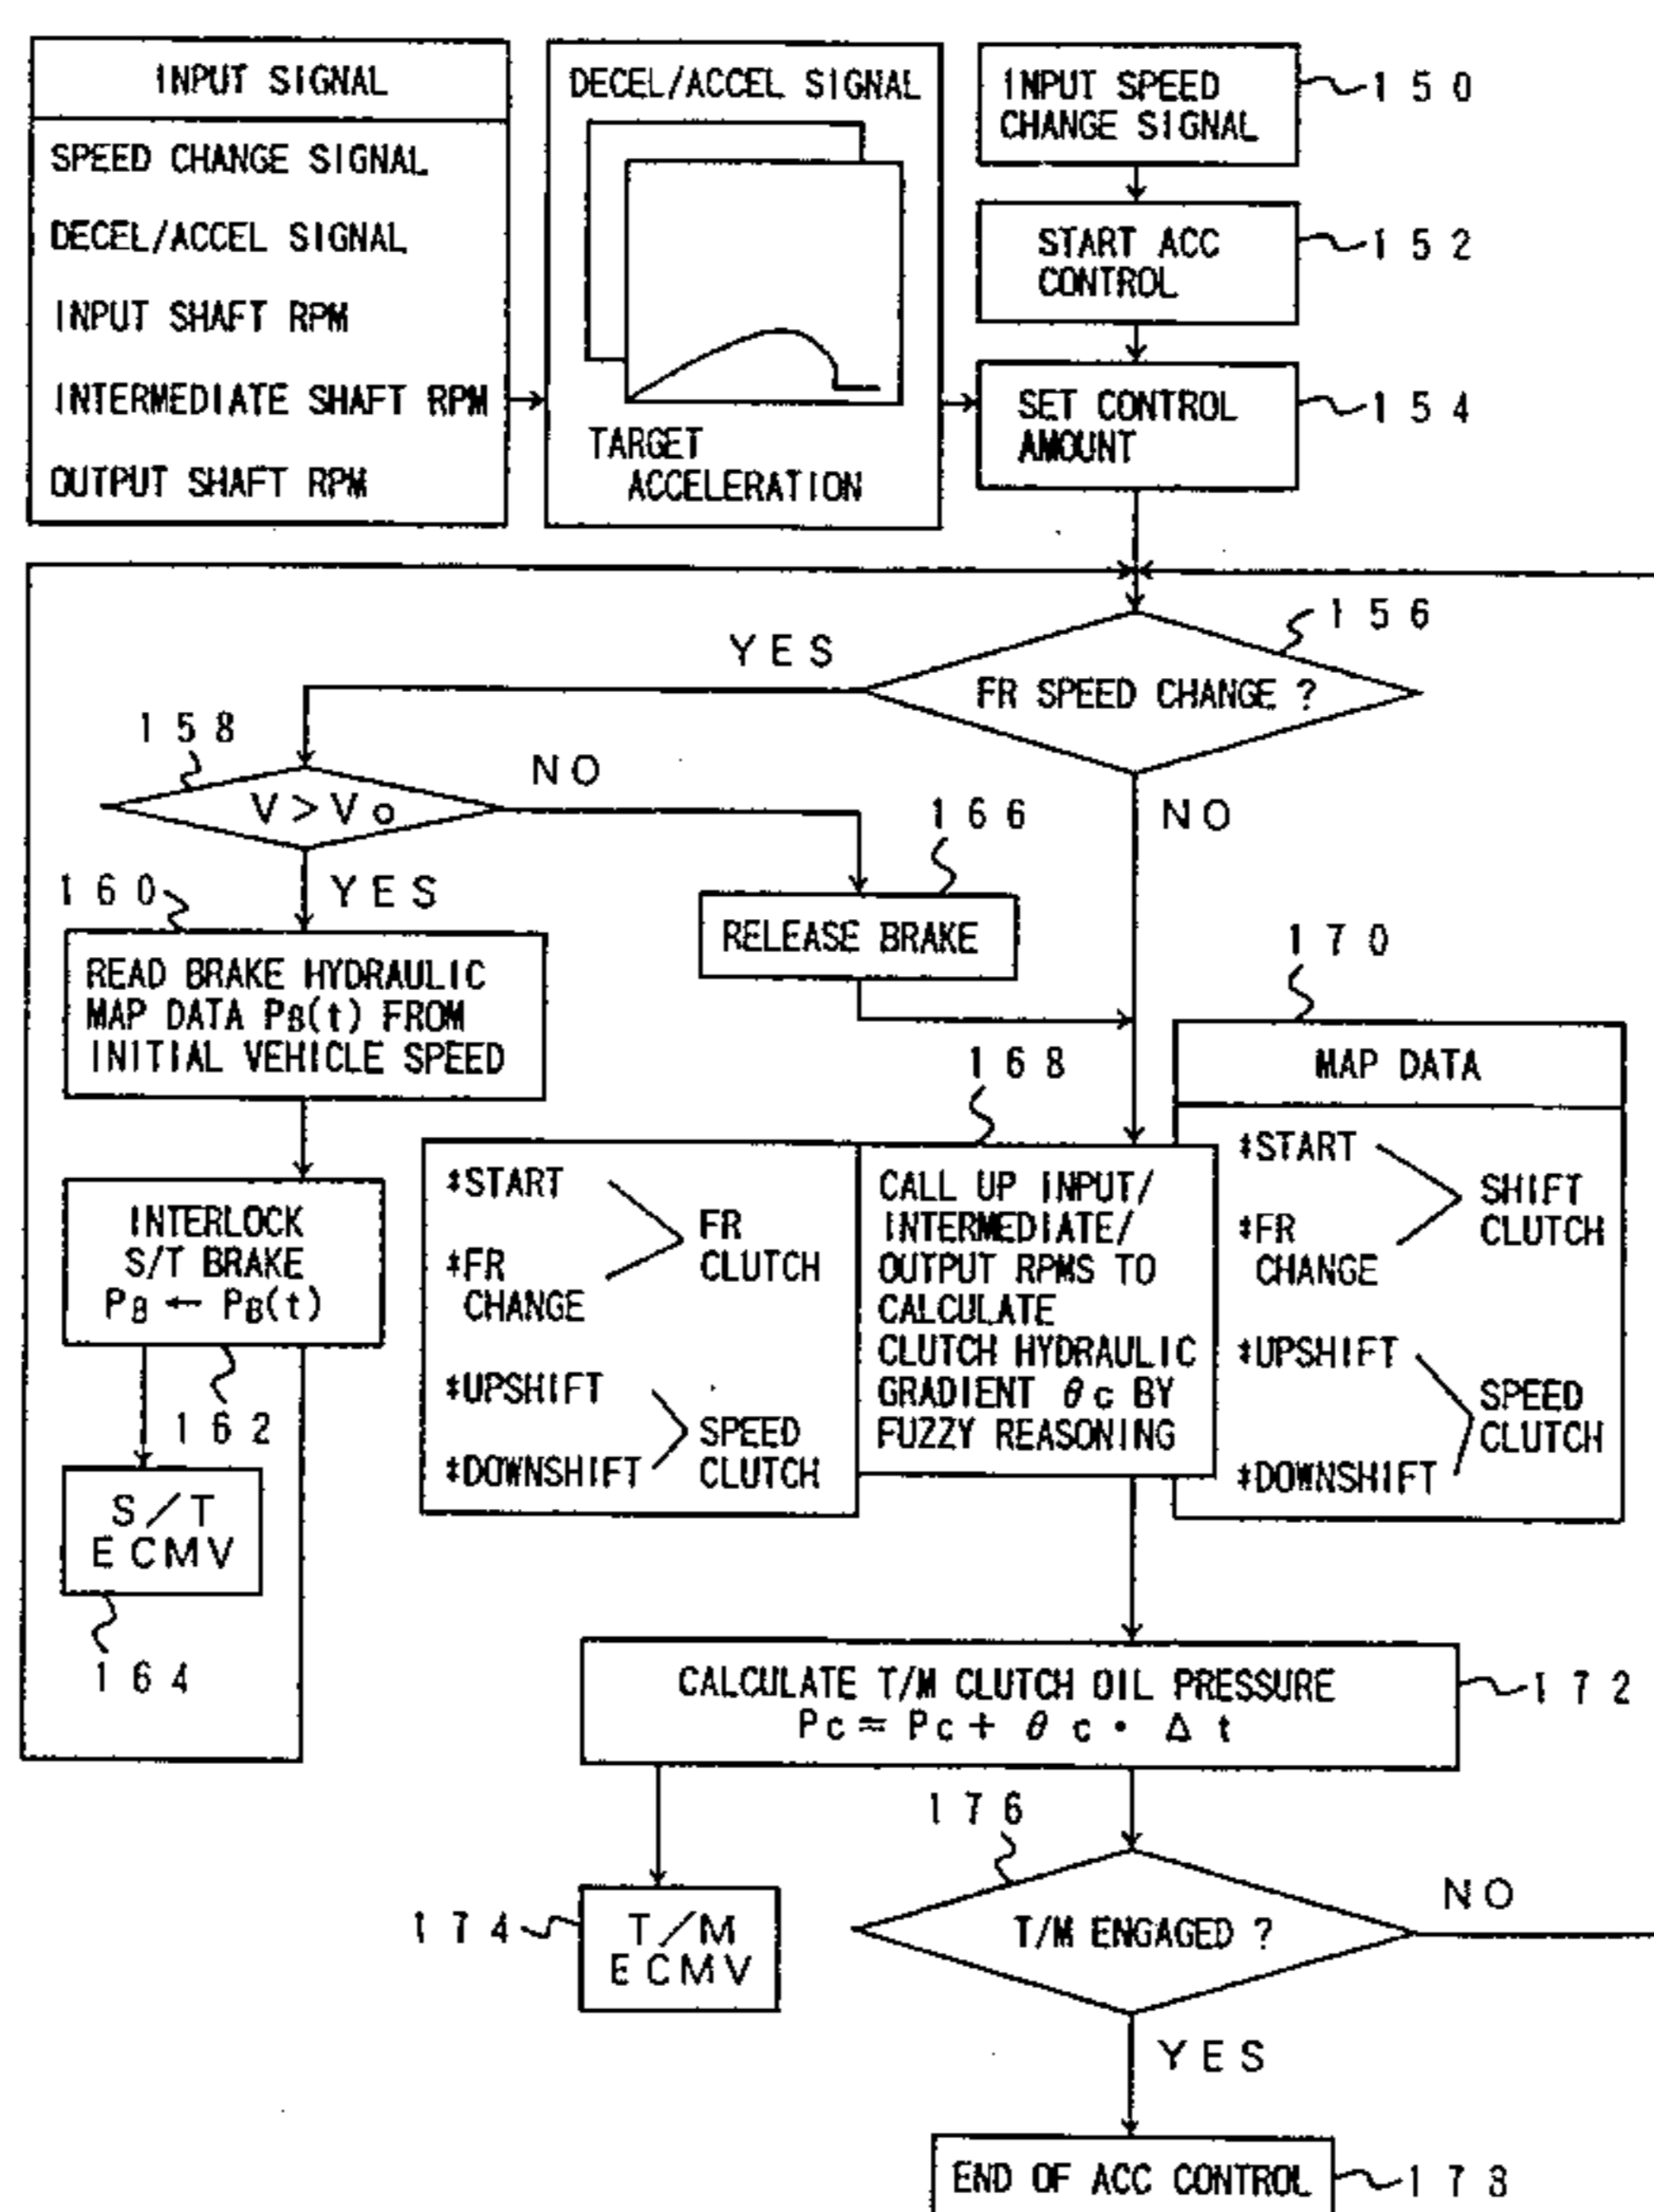 INPUT SIGNAL
SPEED CHANGE SIGNAL
DECEL/ACCEL SIGNAL
INPUT SHAFT RPM
INTERMEDIATE SHAFT RPM
OUTPUT SHAFT RPM
DECEL/ACCEL SIGNAL
TARGET
ACCELERATION
INPUT SPEED
CHANGE SIGNAL
150
START ACC
CONTROL
152
SET CONTROL
AMOUNT
154
156
FR SPEED CHANGE ?
YES
NO
158
V > Vo
NO
YES
160
READ BRAKE HYDRAULIC
MAP DATA PB(t) FROM
INITIAL VEHICLE SPEED
166
RELEASE BRAKE
INTERLOCK
S/T BRAKE
PB ← PB(t)
162
S/T
ECMV
164
168
*START
*FR
CHANGE
FR
CLUTCH
*UPSHIFT
*DOWNSHIFT
SPEED
CLUTCH
CALL UP INPUT/
INTERMEDIATE/
OUTPUT RPMS TO
CALCULATE
CLUTCH HYDRAULIC
GRADIENT θc BY
FUZZY REASONING
170
MAP DATA
*START
*FR
CHANGE
SHIFT
CLUTCH
*UPSHIFT
*DOWNSHIFT
SPEED
CLUTCH
CALCULATE T/M CLUTCH OIL PRESSURE
Pc = Pc + θc · Δt
172
174
T/M
ECMV
176
T/M ENGAGED ?
NO
YES
END OF ACC CONTROL
178